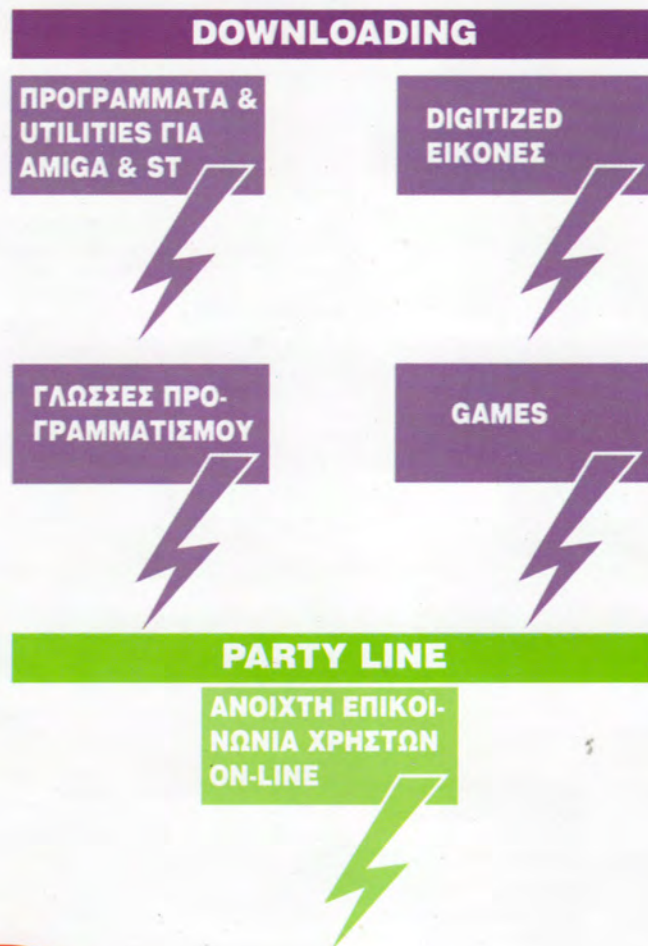 DOWNLOADING
ΠΡΟΓΡΑΜΜΑΤΑ &
UTILITIES ΓΙΑ
AMIGA & ST
DIGITIZED
ΕΙΚΟΝΕΣ
ΓΛΩΣΣΕΣ ΠΡΟ-
ΓΡΑΜΜΑΤΙΣΜΟΥ
GAMES
PARTY LINE
ΑΝΟΙΧΤΗ ΕΠΙΚΟΙ-
ΝΩΝΙΑ ΧΡΗΣΤΩΝ
ON-LINE